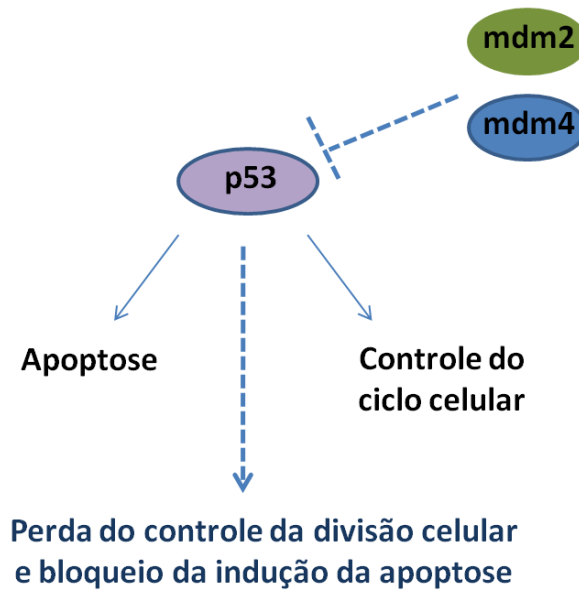 mdm2
mdm4
p53
Apoptose
Controle do
ciclo celular
Perda do controle da divisão celular
e bloqueio da indução da apoptose